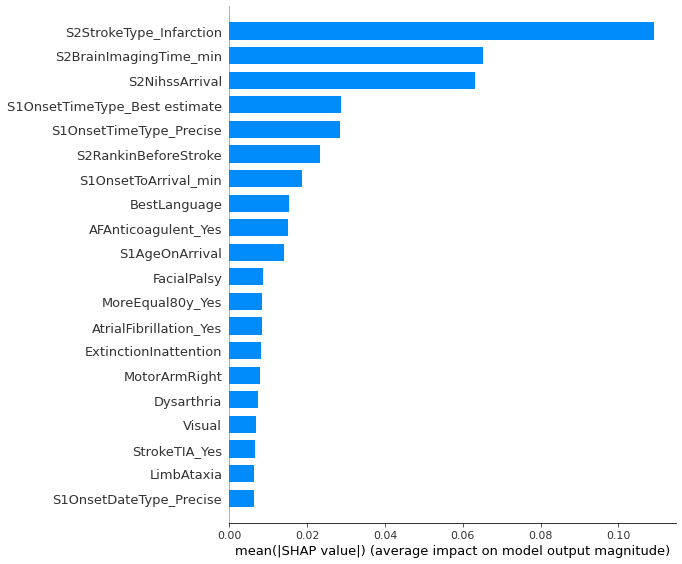 S2StrokeType_Infarction
S2BrainImagingTime_min
S2NihssArrival
S1OnsetTimeType_Best estimate
S1OnsetTimeType_Precise
S2RankinBeforeStroke
S1OnsetToArrival_min
BestLanguage
AFAnticoagulent_Yes
S1AgeOnArrival
FacialPalsy
MoreEqual80y_Yes
AtrialFibrillation_Yes
ExtinctionInattention
MotorArmRight
Dysarthria
Visual
StrokeTIA_Yes
LimbAtaxia
S1OnsetDateType_Precise
0.00 0.02 0.04 0.06 0.08 0.10
mean(|SHAP value|) (average impact on model output magnitude)